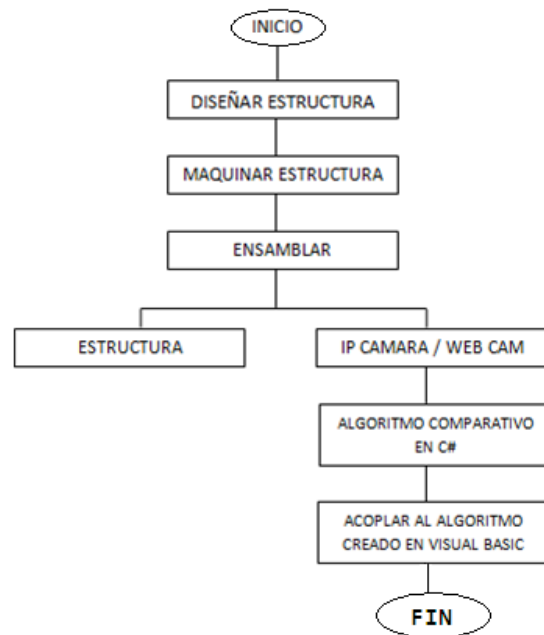 INICIO
DISEÑAR ESTRUCTURA
MAQUINAR ESTRUCTURA
ENSAMBLAR
ESTRUCTURA
IP CAMARA / WEB CAM
ALGORITMO COMPARATIVO
EN C#
ACOPLAR AL ALGORITMO
CREADO EN VISUAL BASIC
FIN